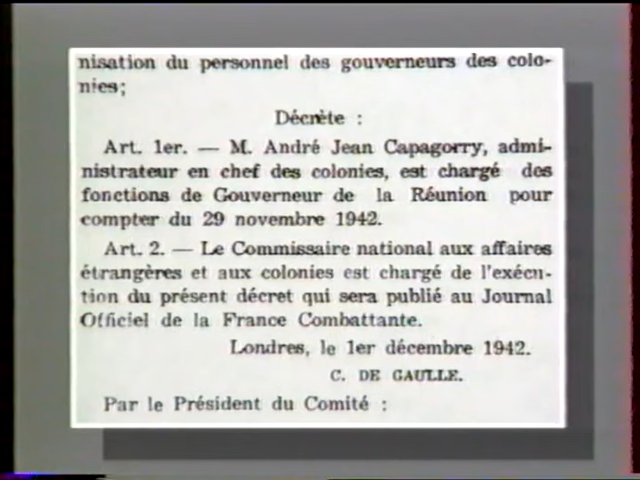 nisation du personnel des gouverneurs des colo-
nies;
Décrète :
Art. 1er. — M. André Jean Capagorry, admi-
nistrateur en chef des colonies, est chargé des
fonctions de Gouverneur de la Réunion pour
compter du 29 novembre 1942.
Art. 2. — Le Commissaire national aux affaires
étrangères et aux colonies est chargé de l'exécu-
tion du présent décret qui sera publié au Journal
Officiel de la France Combattante.
Londres, le 1er décembre 1942.
C. DE GAULLE.
Par le Président du Comité :